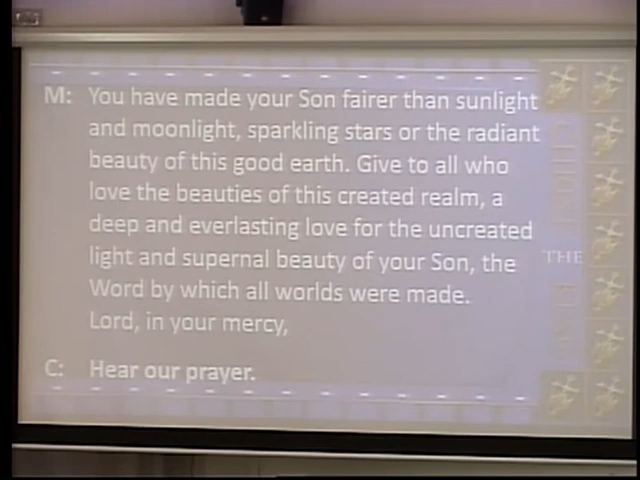 M: You have made your Son fairer than sunlight
and moonlight, sparkling stars or the radiant
beauty of this good earth. Give to all who
love the beauties of this created realm, a
deep and everlasting love for the uncreated
light and supernal beauty of your Son, the
Word by which all worlds were made.
Lord, in your mercy,
C: Hear our prayer.
THE